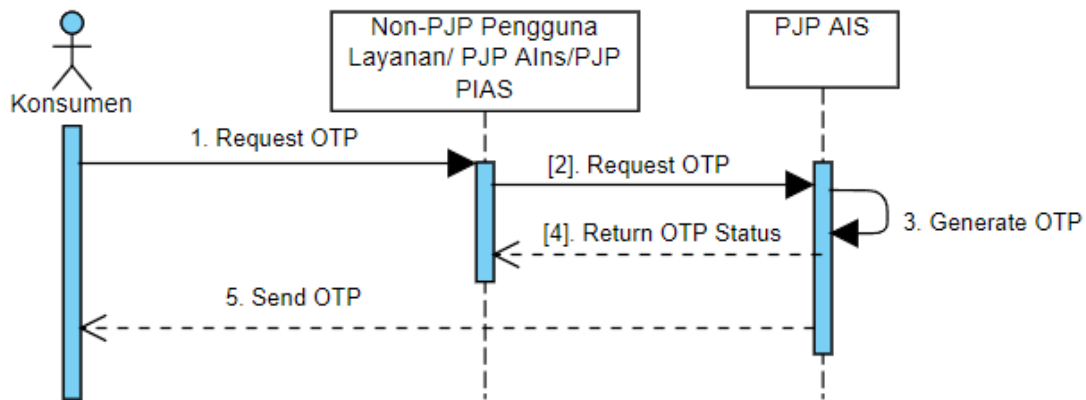 Non-PJP Pengguna
Layanan/ PJP AIns/PJP
PIAS
PJP AIS
Konsumen
1. Request OTP
[2]. Request OTP
3. Generate OTP
[4]. Return OTP Status
5. Send OTP